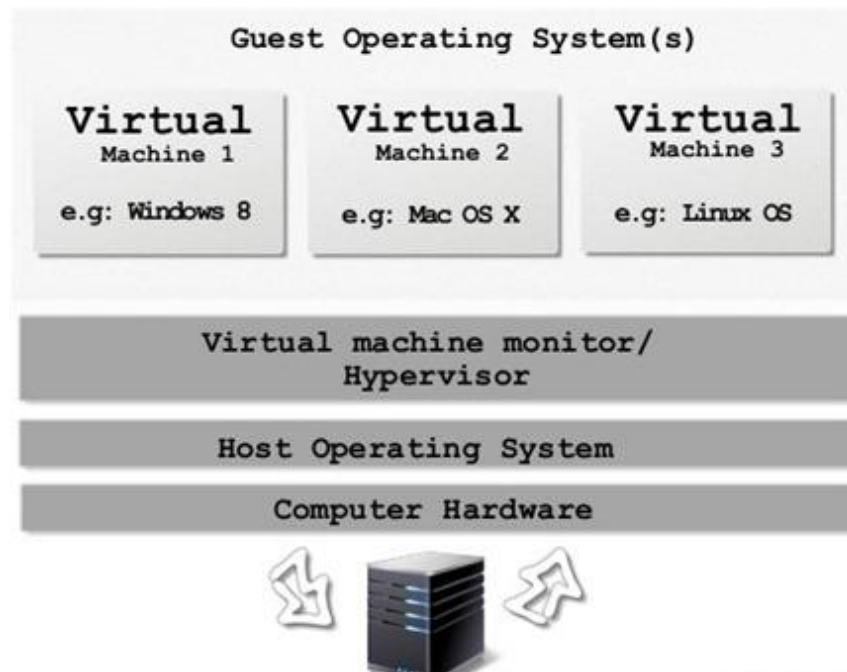 Guest Operating System(s)
Virtual
Machine 1
e.g: Windows 8
Virtual
Machine 2
e.g: Mac OS X
Virtual
Machine 3
e.g: Linux OS
Virtual machine monitor/
Hypervisor
Host Operating System
Computer Hardware